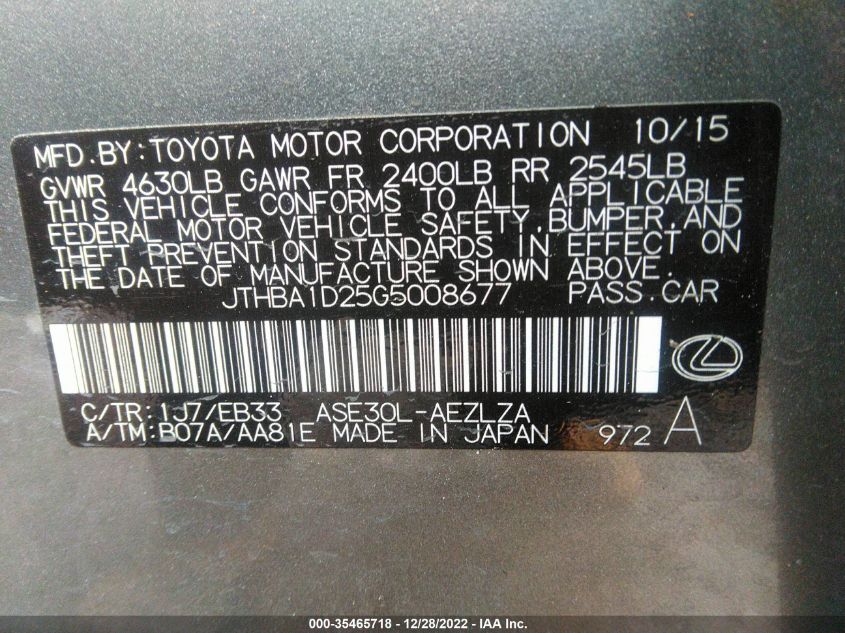 MFD.BY:TOYOTA MOTOR CORPORATION 10/15
GVWR 4630LB GAWR FR 2400LB RR 2545LB
THIS VEHICLE CONFORMS TO ALL APPLICABLE
FEDERAL MOTOR VEHICLE SAFETY,BUMPER,AND
THEFT PREVENTION STANDARDS IN EFFECT ON
THE DATE OF MANUFACTURE SHOWN ABOVE.
JTHBA1D25G5008677 PASS.CAR
C/TR:1J7/EB33 ASE30L-AEZLZA
A/TM:B07A/AA81E MADE IN JAPAN 972 A
000-35465718 - 12/28/2022 - IAA Inc.